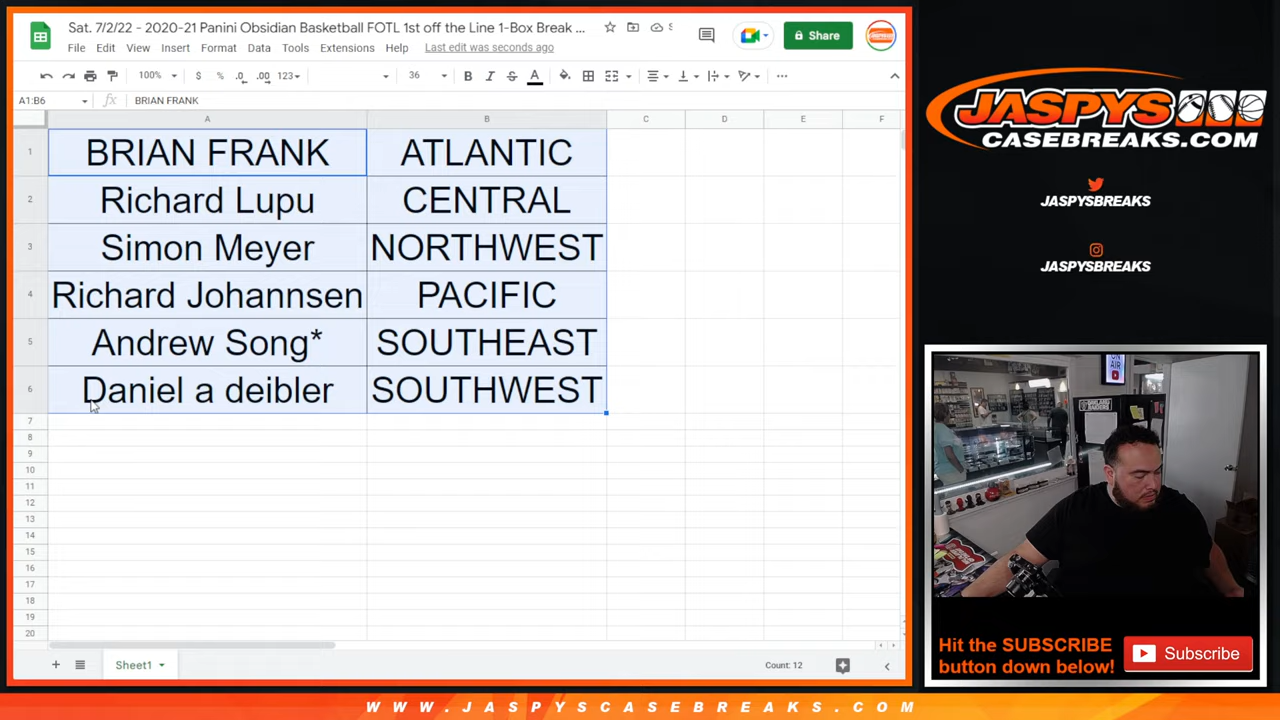 Sat. 7/2/22 - 2020-21 Panini Obsidian Basketball FOTL 1st off the Line 1-Box Break ...
File Edit View Insert Format Data Tools Extensions Help Last edit was seconds ago
Share
100% $ % .0 .00 123 36 B I S A
A1:B6 fx BRIAN FRANK
A B C D E F
1 BRIAN FRANK ATLANTIC
2 Richard Lupu CENTRAL
3 Simon Meyer NORTHWEST
4 Richard Johannsen PACIFIC
5 Andrew Song* SOUTHEAST
6 Daniel a deibler SOUTHWEST
7
8
9
10
11
12
13
14
15
16
17
18
19
20
Sheet1 Count: 12
JASPYS
CASEBREAKS.COM
JASPYSBREAKS
JASPYSBREAKS
ON
AIR
Hit the SUBSCRIBE
button down below!
Subscribe
WWW.JASPYSCASEBREAKS.COM